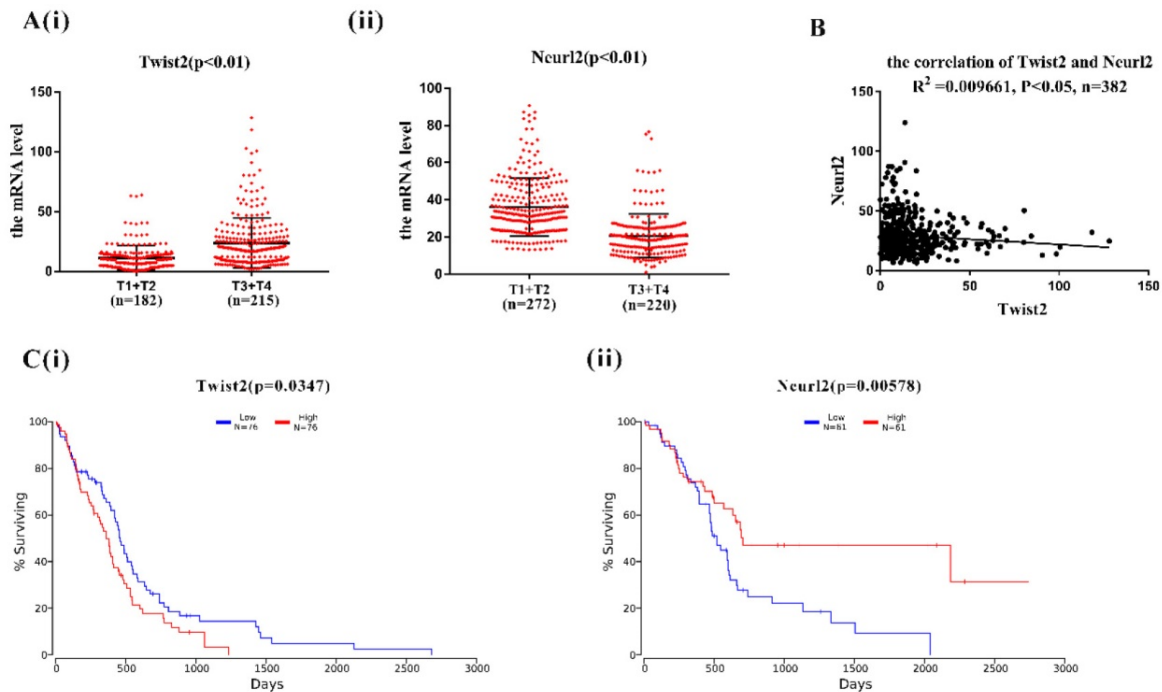 A(i)
Twist2(p<0.01)
the mRNA level
150
100
50
0
T1+T2
(n=182)
T3+T4
(n=215)
(ii)
Neurl2(p<0.01)
the mRNA level
100
80
60
40
20
0
T1+T2
(n=272)
T3+T4
(n=220)
B
the correlation of Twist2 and Neurl2
R² =0.009661, P<0.05, n=382
Neurl2
150
100
50
0
0
50
100
150
Twist2
C(i)
Twist2(p=0.0347)
Low
N=76
High
N=76
% Surviving
100
80
60
40
20
0
0
500
1000
1500
2000
2500
3000
Days
(ii)
Neurl2(p=0.00578)
Low
N=61
High
N=61
% Surviving
100
80
60
40
20
0
0
500
1000
1500
2000
2500
3000
Days